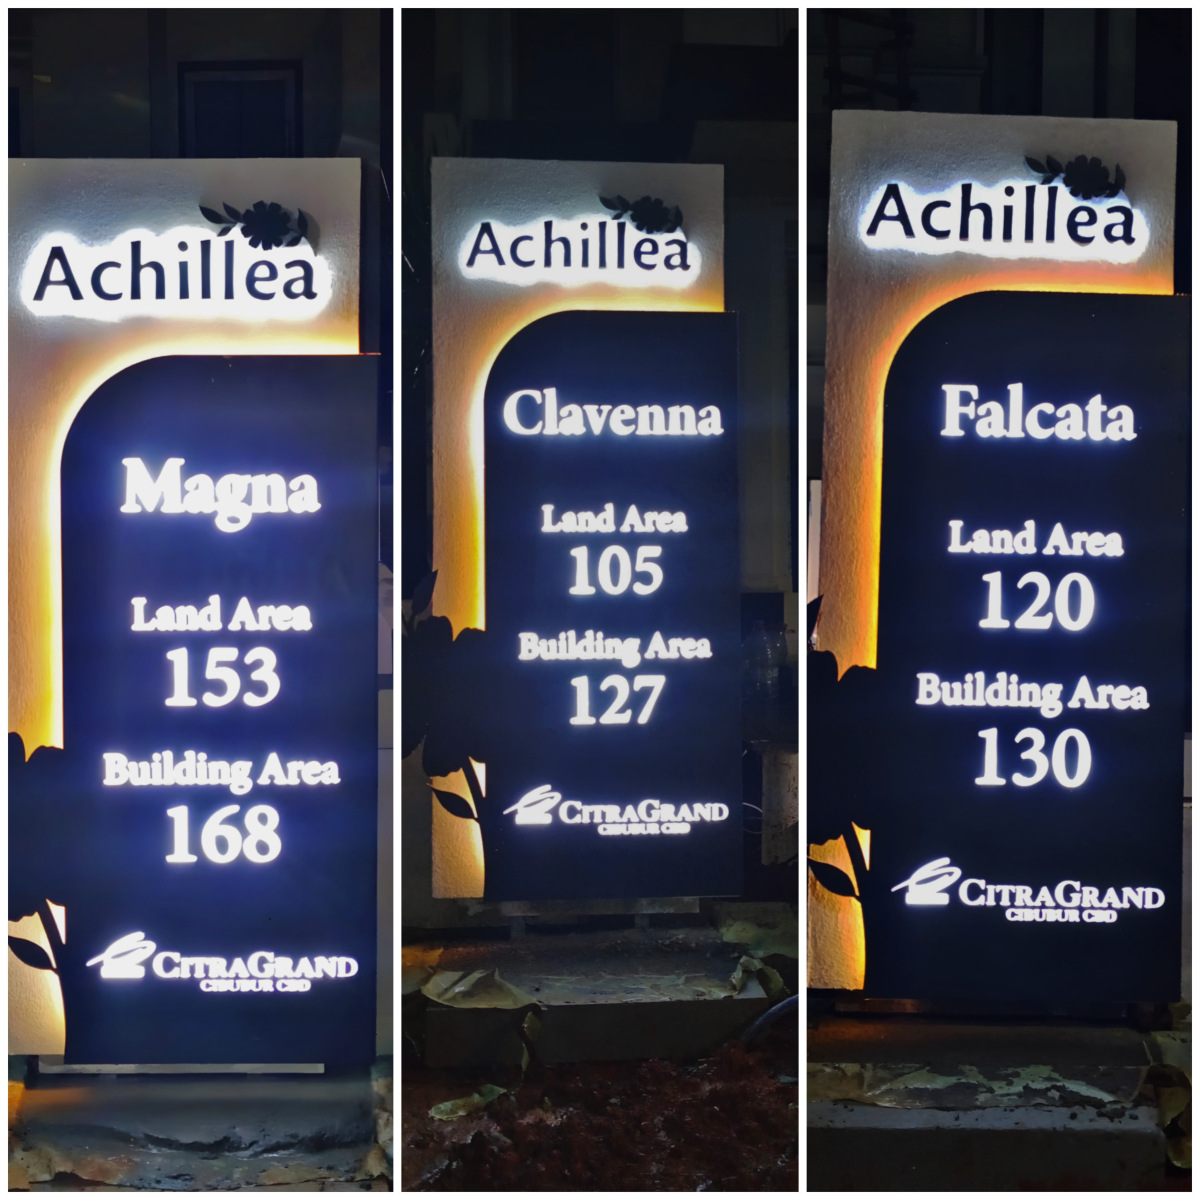 Achillea
Magna
Land Area
153
Building Area
168
CITRAGRAND
CIBUBUR CBD
Achillea
Clavenna
Land Area
105
Building Area
127
CITRAGRAND
CIBUBUR CBD
Achillea
Falcata
Land Area
120
Building Area
130
CITRAGRAND
CIBUBUR CBD